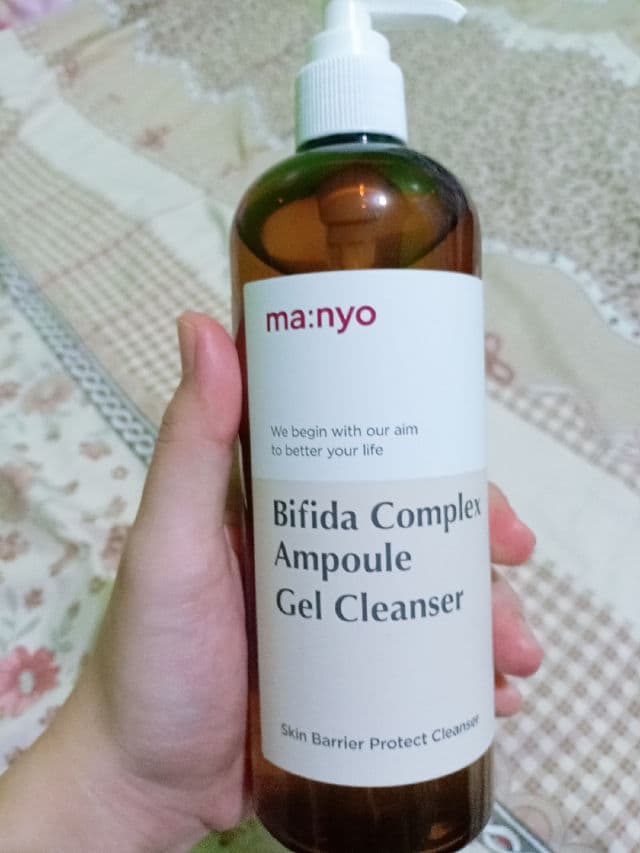 ma:nyo
We begin with our aim
to better your life
Bifida Complex
Ampoule
Gel Cleanser
Skin Barrier Protect Cleanser